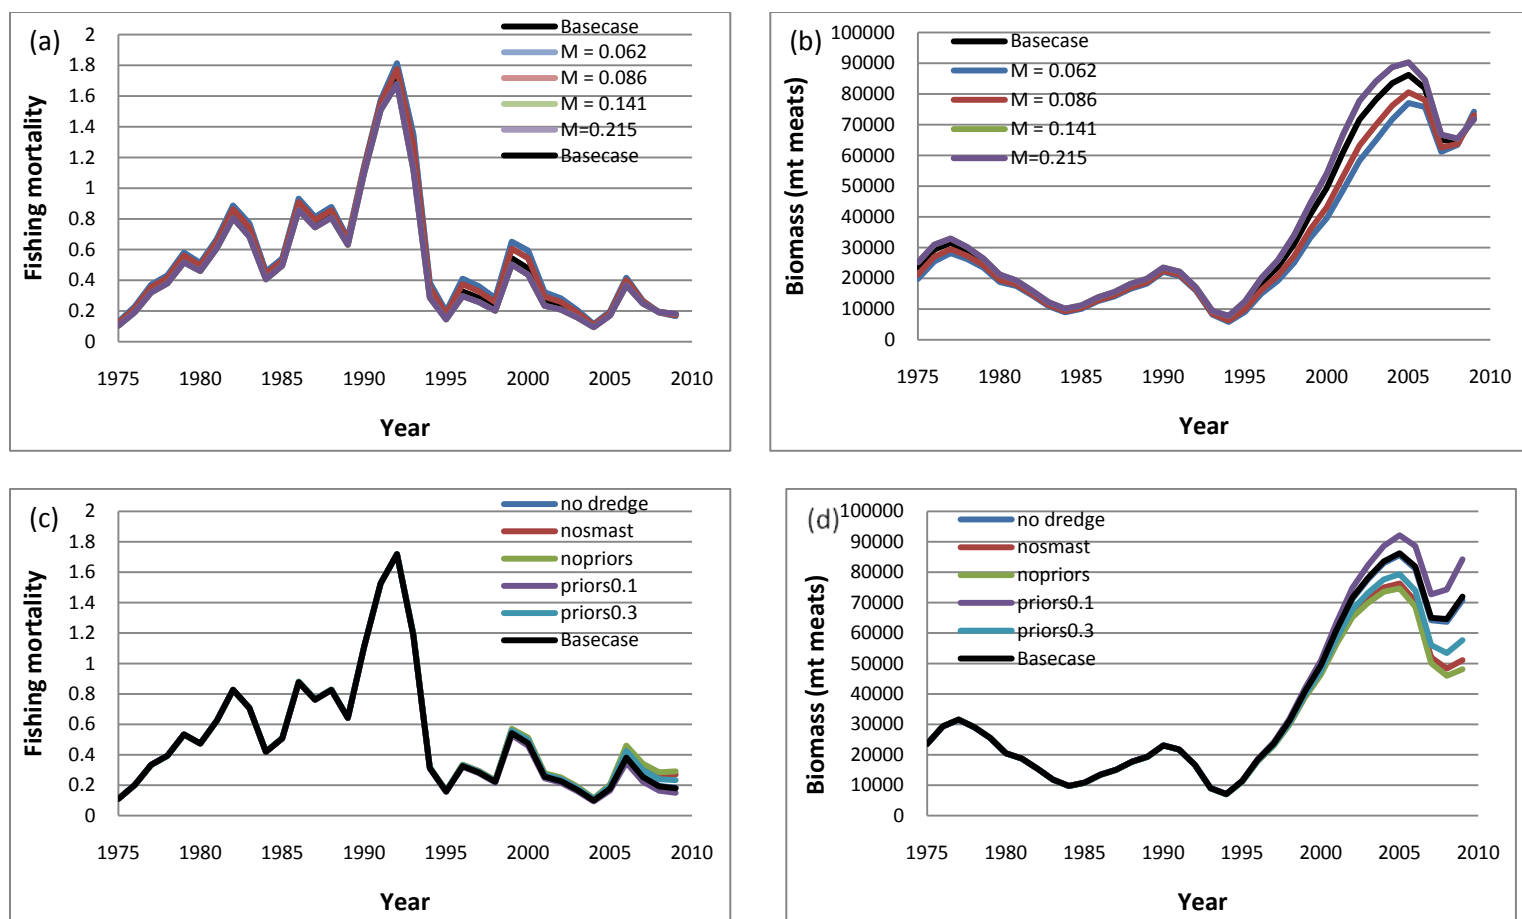 (a)
Fishing mortality
2
1.8
1.6
1.4
1.2
1
0.8
0.6
0.4
0.2
0
1975 1980 1985 1990 1995 2000 2005 2010
Year
Basecase
M = 0.062
M = 0.086
M = 0.141
M=0.215
Basecase
(b)
Biomass (mt meats)
100000
90000
80000
70000
60000
50000
40000
30000
20000
10000
0
1975 1980 1985 1990 1995 2000 2005 2010
Year
Basecase
M = 0.062
M = 0.086
M = 0.141
M=0.215
(c)
Fishing mortality
2
1.8
1.6
1.4
1.2
1
0.8
0.6
0.4
0.2
0
1975 1980 1985 1990 1995 2000 2005 2010
Year
no dredge
nosmast
nopriors
priors0.1
priors0.3
Basecase
(d)
Biomass (mt meats)
100000
90000
80000
70000
60000
50000
40000
30000
20000
10000
0
1975 1980 1985 1990 1995 2000 2005 2010
Year
no dredge
nosmast
nopriors
priors0.1
priors0.3
Basecase